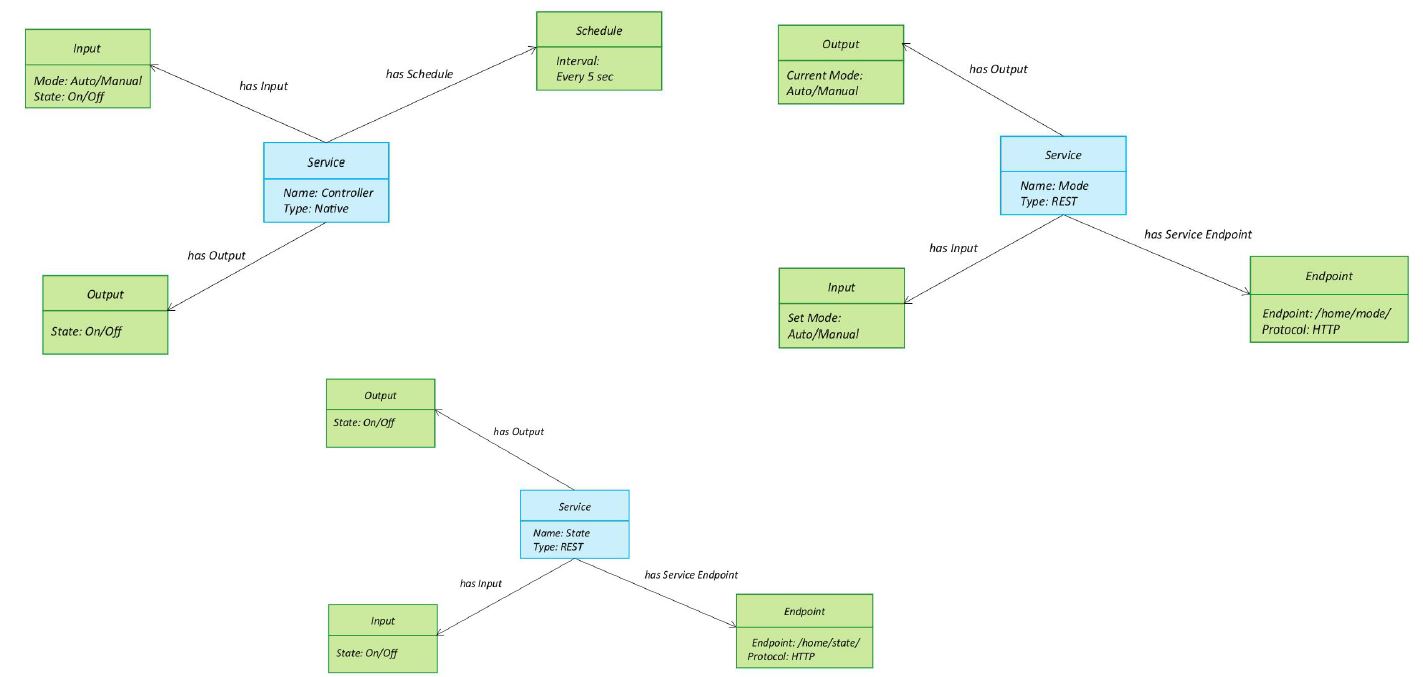 Input
Mode: Auto/Manual
State: On/Off
has Input
has Schedule
Schedule
Interval:
Every 5 sec
Service
Name: Controller
Type: Native
has Output
Output
State: On/Off
Output
Current Mode:
Auto/Manual
has Output
Service
Name: Mode
Type: REST
has Input
has Service Endpoint
Input
Set Mode:
Auto/Manual
Endpoint
Endpoint: /home/mode/
Protocol: HTTP
Output
State: On/Off
has Output
Service
Name: State
Type: REST
has Input
has Service Endpoint
Input
State: On/Off
Endpoint
Endpoint: /home/state/
Protocol: HTTP